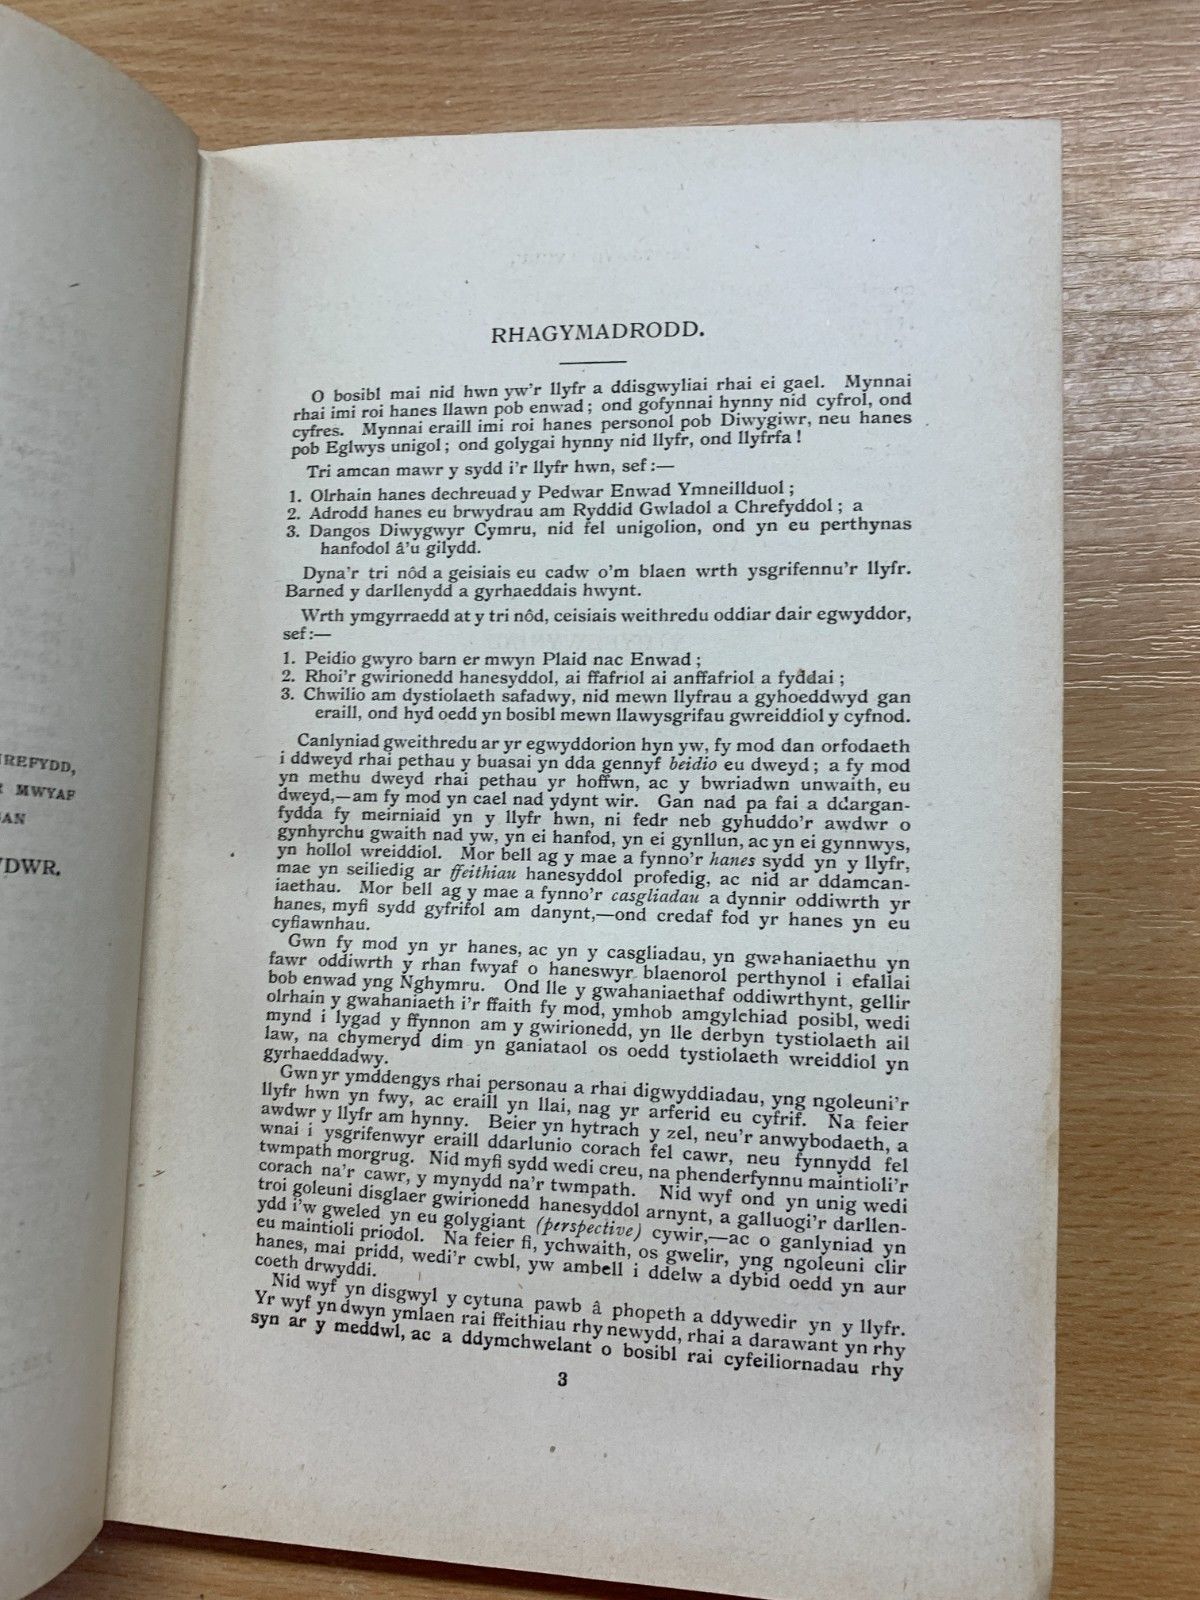 HREFYDD,
MWYAF
AN
YDWR.
RHAGYMADRODD.
O bosibl mai nid hwn yw'r llyfr a ddisgwyliai rhai ei gael. Mynnai
rhai imi roi hanes llawn pob enwad; ond gofynnai hynny nid cyfrol, ond
cyfres. Mynnai eraill imi roi hanes personol pob Diwygiwr, neu hanes
pob Eglwys unigol; ond golygai hynny nid llyfr, ond llyfrfa!
Tri amcan mawr y sydd i'r llyfr hwn, sef:—
1. Olrhain hanes dechreuad y Pedwar Enwad Ymneillduol;
2. Adrodd hanes eu brwydrau am Ryddid Gwladol a Chrefyddol; a
3. Dangos Diwygwyr Cymru, nid fel unigolion, ond yn eu perthynas
hanfodol â'u gilydd.
Dyna'r tri nôd a geisiais eu cadw o'm blaen wrth ysgrifennu'r llyfr.
Barned y darllenydd a gyrhaeddais hwynt.
Wrth ymgyrraedd at y tri nôd, ceisiais weithredu oddiar dair egwyddor,
sef:—
1. Peidio gwyro barn er mwyn Plaid nac Enwad;
2. Rhoi'r gwirionedd hanesyddol, ai ffafriol ai anffafriol a fyddai;
3. Chwilio am dystiolaeth safadwy, nid mewn llyfrau a gyhoeddwyd gan
eraill, ond hyd oedd yn bosibl mewn llawysgrifau gwreiddiol y cyfnod.
Canlyniad gweithredu ar yr egwyddorion hyn yw, fy mod dan orfodaeth
i ddweyd rhai pethau y buasai yn dda gennyf beidio eu dweyd; a fy mod
yn methu dweyd rhai pethau yr hoffwn, ac y bwriadwn unwaith, eu
dweyd,—am fy mod yn cael nad ydynt wir. Gan nad pa fai a ddargan-
fydda fy meirniaid yn y llyfr hwn, ni fedr neb gyhuddo'r awdwr o
gynhyrchu gwaith nad yw, yn ei hanfod, yn ei gynllun, ac yn ei gynnwys,
yn hollol wreiddiol. Mor bell ag y mae a fynno'r hanes sydd yn y llyfr,
mae yn seiliedig ar ffeithiau hanesyddol profedig, ac nid ar ddamcan-
iaethau. Mor bell ag y mae a fynno'r casgliadau a dynnir oddiwrth yr
hanes, myfi sydd gyfrifol am danynt,—ond credaf fod yr hanes yn eu
cyfiawnhau.
Gwn fy mod yn yr hanes, ac yn y casgliadau, yn gwahaniaethu yn
fawr oddiwrth y rhan fwyaf o haneswyr blaenorol perthynol i efallai
bob enwad yng Nghymru. Ond lle y gwahaniaethaf oddiwrthynt, gellir
olrhain y gwahaniaeth i'r ffaith fy mod, ymhob amgylchiad posibl, wedi
mynd i lygad y ffynnon am y gwirionedd, yn lle derbyn tystiolaeth ail
law, na chymeryd dim yn ganiataol os oedd tystiolaeth wreiddiol yn
gyrhaeddadwy.
Gwn yr ymddengys rhai personau a rhai digwyddiadau, yng ngoleuni'r
llyfr hwn yn fwy, ac eraill yn llai, nag yr arferid eu cyfrif. Na feier
awdwr y llyfr am hynny. Beier yn hytrach y zel, neu'r anwybodaeth, a
wnai i ysgrifenwyr eraill ddarlunio corach fel cawr, neu fynnydd fel
twmpath morgrug. Nid myfi sydd wedi creu, na phenderfynnu maintioli'r
corach na'r cawr, y mynydd na'r twmpath. Nid wyf ond yn unig wedi
troi goleuni disglaer gwirionedd hanesyddol arnynt, a galluogi'r darllen-
ydd i'w gweled yn eu golygiant (perspective) cywir,—ac o ganlyniad yn
eu maintioli priodol. Na feier fi, ychwaith, os gwelir, yng ngoleuni clir
hanes, mai pridd, wedi'r cwbl, yw ambell i ddelw a dybid oedd yn aur
coeth drwyddi.
Nid wyf yn disgwyl y cytuna pawb â phopeth a ddywedir yn y llyfr.
Yr wyf yn dwyn ymlaen rai ffeithiau rhy newydd, rhai a darawant yn rhy
syn ar y meddwl, ac a ddymchwelant o bosibl rai cyfeiliornadau rhy
3